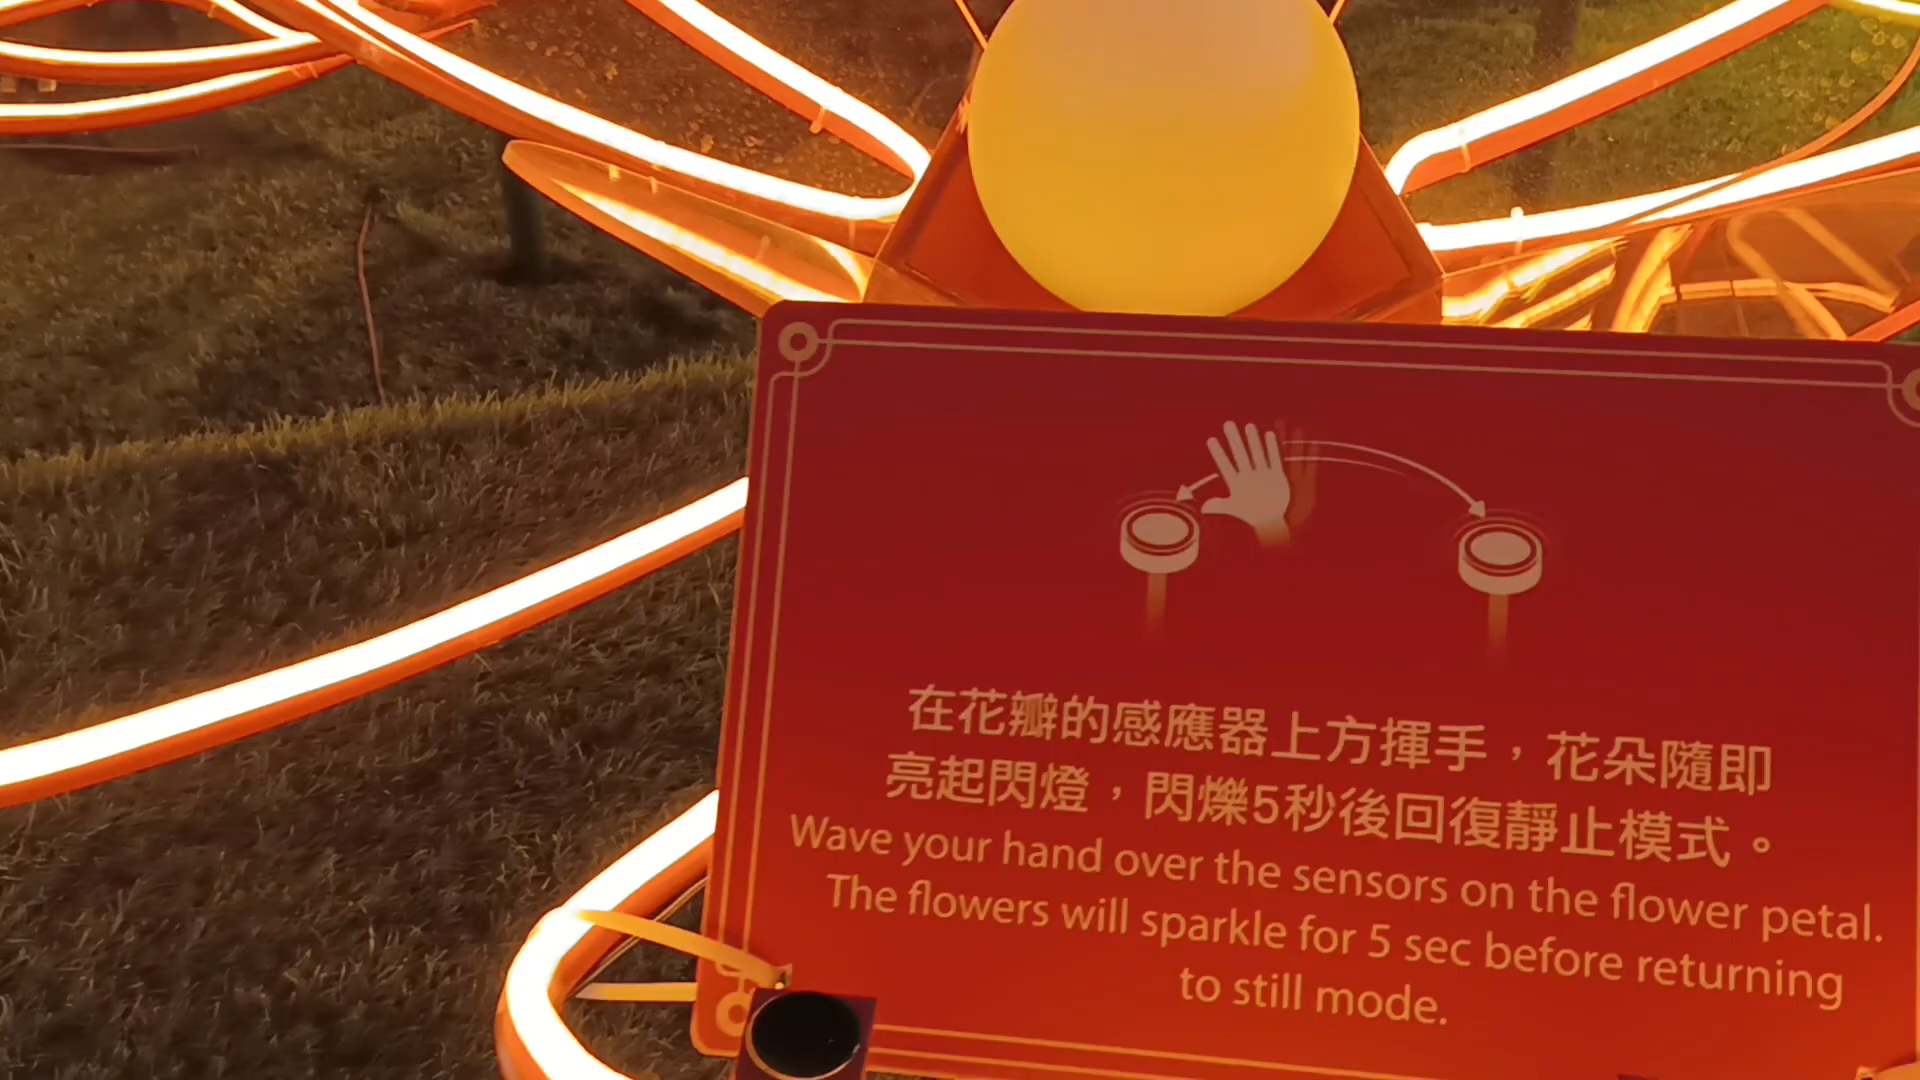 在花瓣的感應器上方揮手，花朵隨即
亮起閃燈，閃爍5秒後回復靜止模式。
Wave your hand over the sensors on the flower petal.
The flowers will sparkle for 5 sec before returning
to still mode.